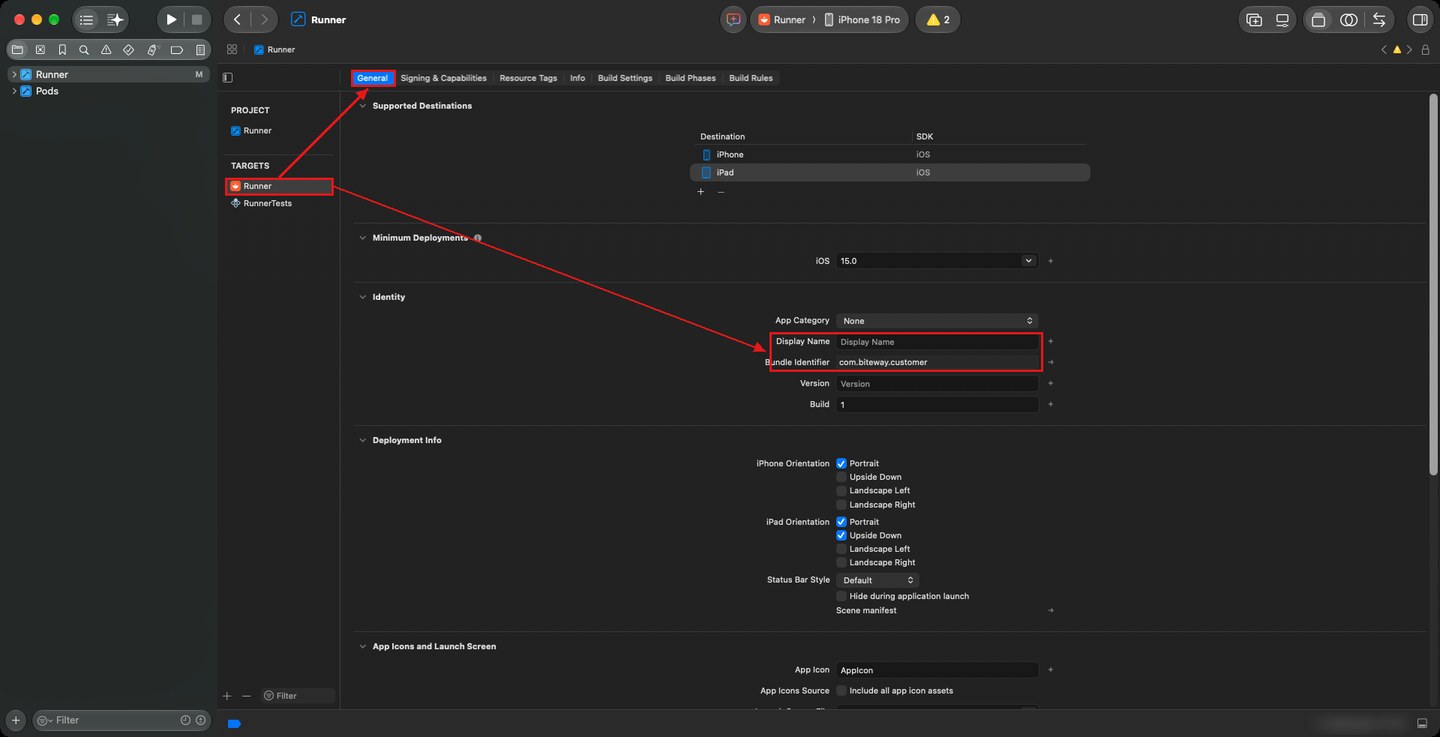 Runner
Runner
iPhone 18 Pro
2
Runner
Runner
M
Pods
General
Signing & Capabilities
Resource Tags
Info
Build Settings
Build Phases
Build Rules
PROJECT
Runner
TARGETS
Runner
RunnerTests
Supported Destinations
Destination
SDK
iPhone
iOS
iPad
iOS
Minimum Deployments
iOS
15.0
Identity
App Category
None
Display Name
Display Name
Bundle Identifier
com.biteway.customer
Version
Version
Build
1
Deployment Info
iPhone Orientation
Portrait
Upside Down
Landscape Left
Landscape Right
iPad Orientation
Portrait
Upside Down
Landscape Left
Landscape Right
Status Bar Style
Default
Hide during application launch
Scene manifest
App Icons and Launch Screen
App Icon
AppIcon
App Icons Source
Include all app icon assets
Filter
Filter